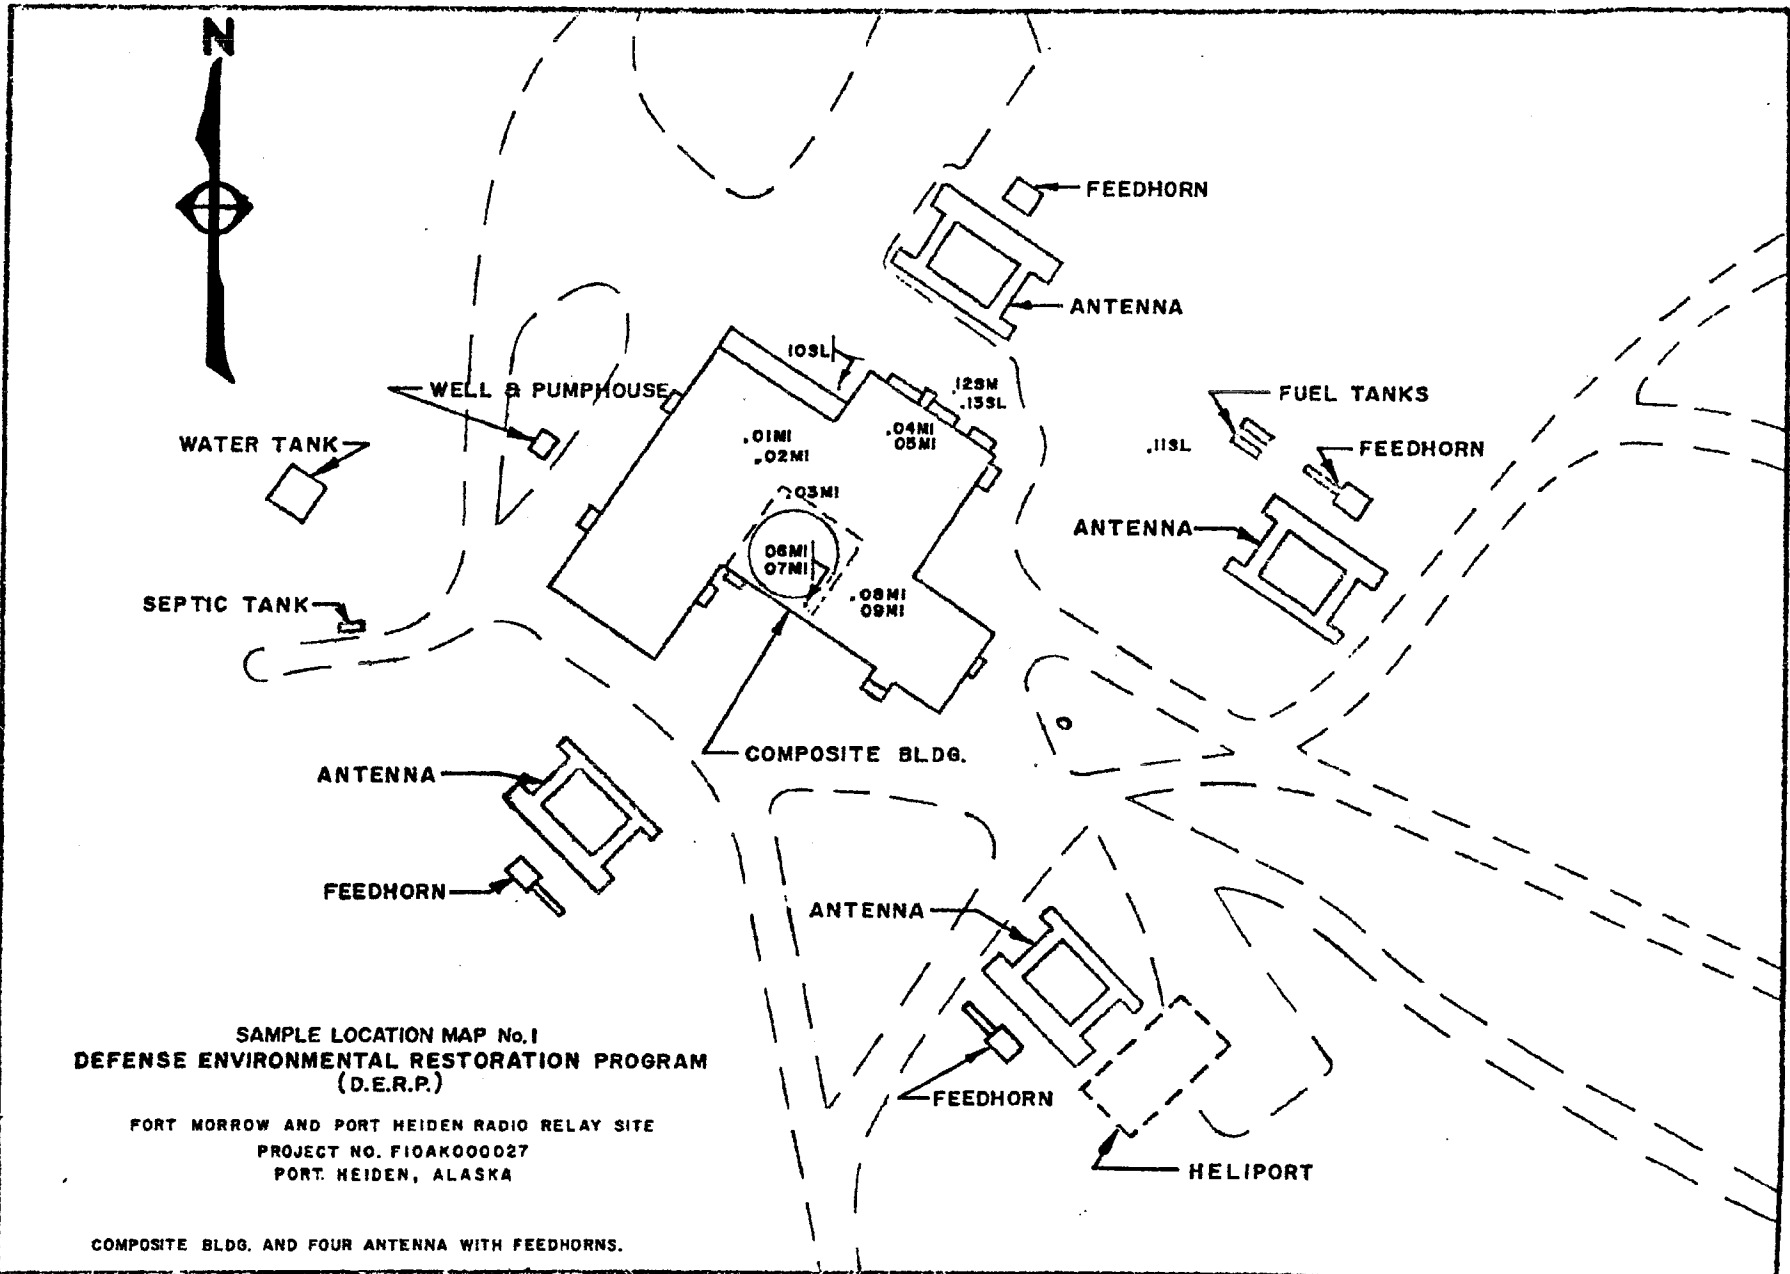 N
FEEDHORN
ANTENNA
10SL
WELL & PUMPHOUSE
.12SM
.13SL
FUEL TANKS
WATER TANK
.01MI
.02MI
.04MI
05MI
.11SL
FEEDHORN
.03MI
ANTENNA
06MI
07MI
.08MI
09MI
SEPTIC TANK
COMPOSITE BLDG.
ANTENNA
FEEDHORN
ANTENNA
FEEDHORN
HELIPORT
SAMPLE LOCATION MAP No.1
DEFENSE ENVIRONMENTAL RESTORATION PROGRAM
(D.E.R.P.)
FORT MORROW AND PORT HEIDEN RADIO RELAY SITE
PROJECT NO. F10AK000027
PORT. HEIDEN, ALASKA
COMPOSITE BLDG. AND FOUR ANTENNA WITH FEEDHORNS.